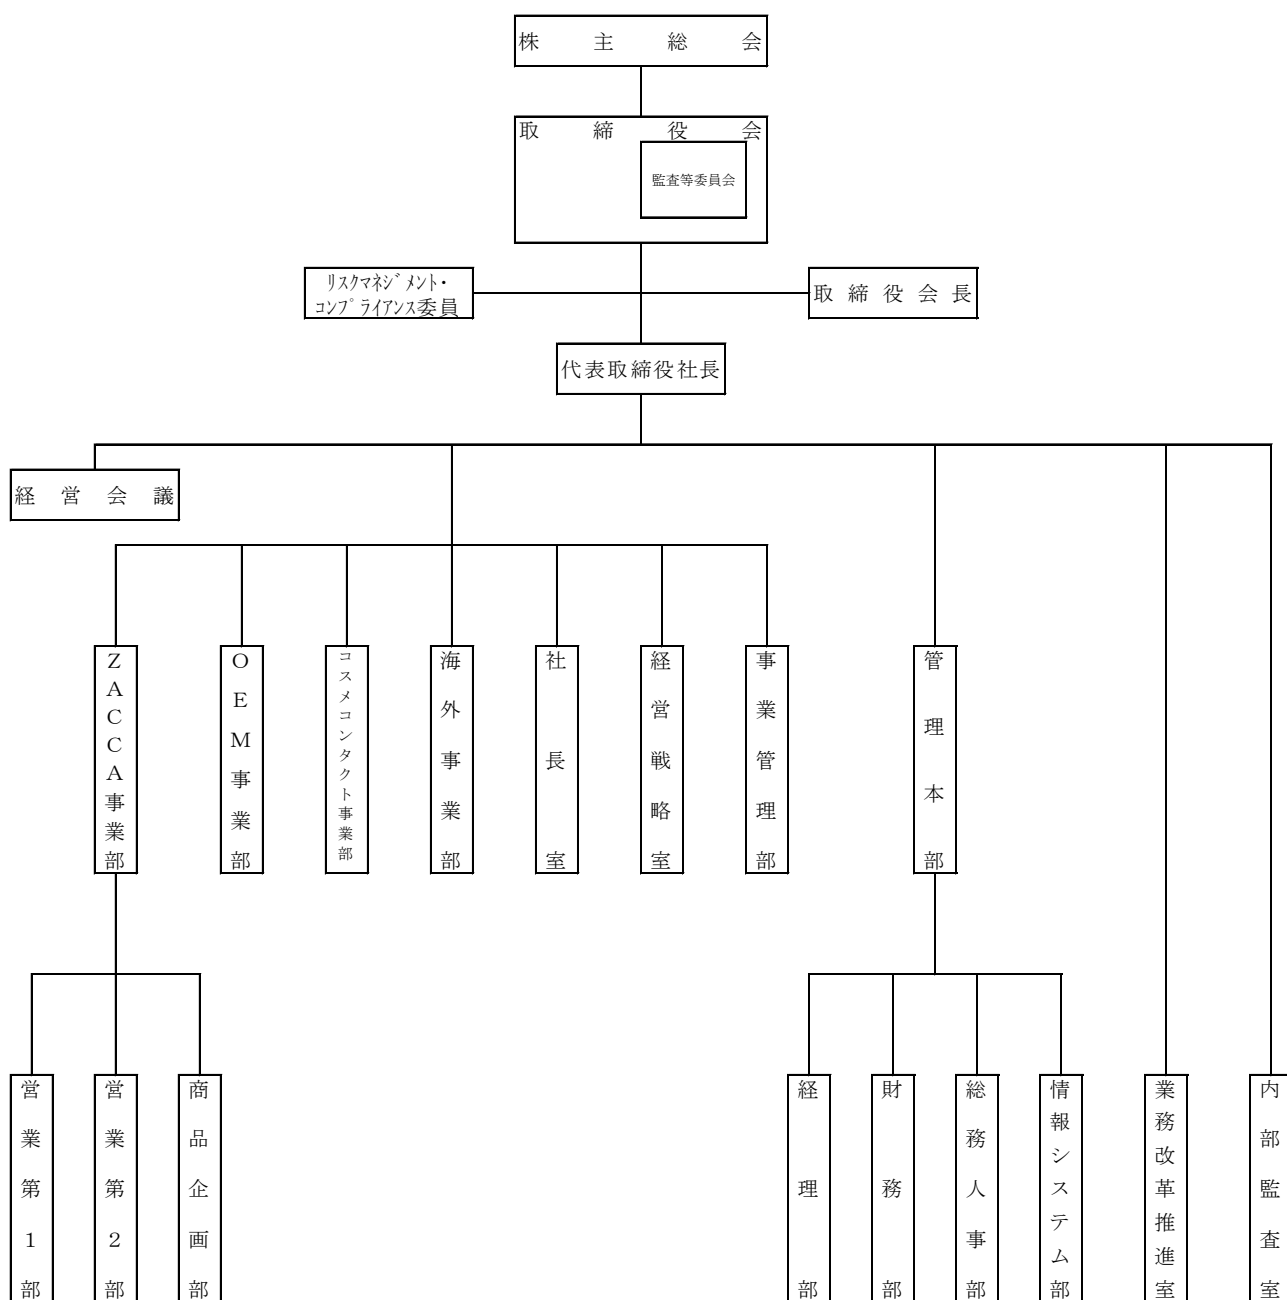 株主総会
取締役会
監査等委員会
ﾘｽｸﾏﾈｼﾞﾒﾝﾄ・
ｺﾝﾌﾟﾗｲｱﾝｽ委員
取締役会長
代表取締役社長
経営会議
ZACCA事業部
OEM事業部
コスメコンタクト事業部
海外事業部
社長室
経営戦略室
事業管理部
管理本部
営業第1部
営業第2部
商品企画部
経理部
財務部
総務人事部
情報システム部
業務改革推進室
内部監査室